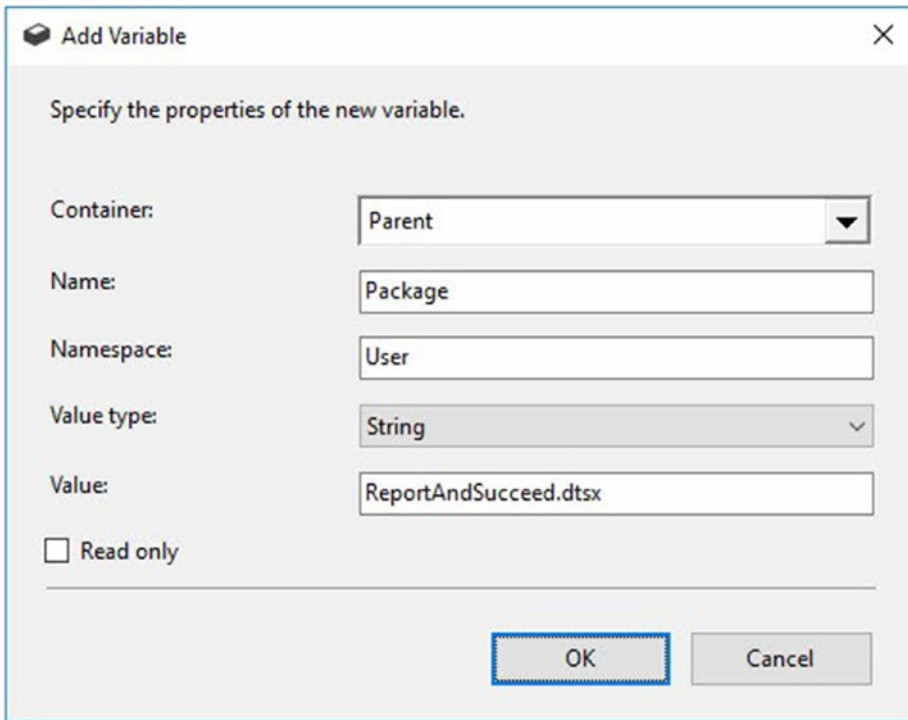 Add Variable
Specify the properties of the new variable.
Container: Parent
Name: Package
Namespace: User
Value type: String
Value: ReportAndSucceed.dtsx
Read only
OK Cancel